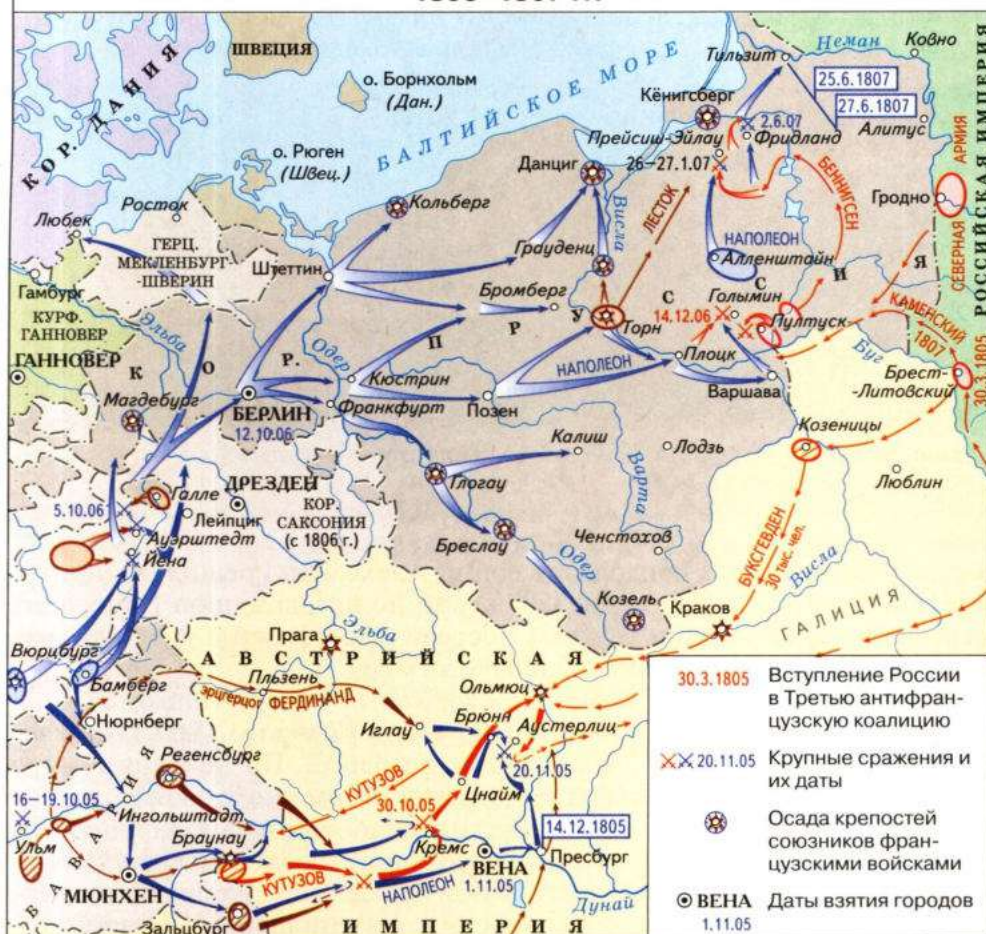 ШВЕЦИЯ
КОР. ДАНИЯ
о. Борнхольм
(Дан.)
БАЛТИЙСКОЕ МОРЕ
о. Рюген
(Швец.)
Тильзит
Неман
Ковно
25.6.1807
27.6.1807
Кёнигсберг
2.6.07
Прейсиш-Эйлау
Фридланд
26–27.1.07
Алитус
РОССИЙСКАЯ ИМПЕРИЯ
СЕВЕРНАЯ АРМИЯ
Гродно
БЕННИГСЕН
Данциг
Кольберг
Висла
ЛЕСТОК
НАПОЛЕОН
Алленштайн
Любек
Росток
ГЕРЦ.
МЕКЛЕНБУРГ
-ШВЕРИН
Штеттин
Грауденц
Бромберг
Торн
Голымин
14.12.06
Пултуск
КАМЕНСКИЙ
1807
Буг
Брест-
-Литовский
30.3.1805
Гамбург
КУРФ.
ГАННОВЕР
ГАННОВЕР
Эльба
КОР. ПРУССИЯ
Одер
Кюстрин
НАПОЛЕОН
Плоцк
Варшава
Магдебург
БЕРЛИН
12.10.06
Франкфурт
Позен
Козеницы
Калиш
Лодзь
Люблин
Варта
Галле
5.10.06
ДРЕЗДЕН
Лейпциг
КОР.
САКСОНИЯ
(с 1806 г.)
Глогау
Ауэрштедт
Йена
Бреслау
Ченстохов
Одер
БУКСГЕВДЕН
30 тыс. чел.
Висла
Козель
Краков
ГАЛИЦИЯ
Прага
Эльба
Вюрцбург
АВСТРИЙСКАЯ
Бамберг
Пльзень
эрцгерцог ФЕРДИНАНД
Ольмюц
Нюрнберг
Иглау
Брюнн
Аустерлиц
20.11.05
Регенсбург
БАВАРИЯ
КУТУЗОВ
Цнайм
16–19.10.05
Ингольштадт
30.10.05
Ульм
Браунау
Кремс
14.12.1805
ВЕНА
1.11.05
Пресбург
МЮНХЕН
КУТУЗОВ
НАПОЛЕОН
Дунай
Зальцбург
ИМПЕРИЯ
30.3.1805 Вступление России
в Третью антифран-
цузскую коалицию
20.11.05 Крупные сражения и
их даты
Осада крепостей
союзников фран-
цузскими войсками
ВЕНА Даты взятия городов
1.11.05